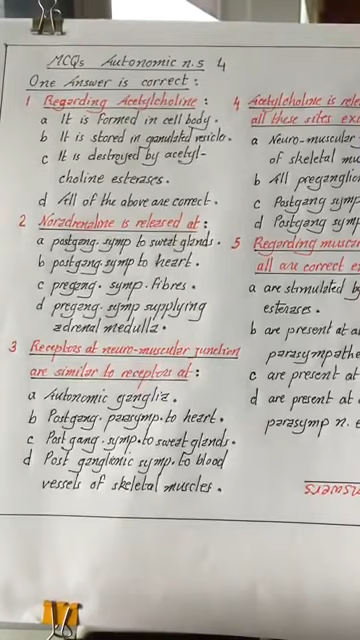 MCQs Autonomic n.s 4
One Answer is correct :
1 Regarding Acetylcholine :
a It is formed in cell body.
b It is stored in granulated vesicle.
c It is destroyed by acetyl-
choline esterases.
d All of the above are correct.
2 Noradrenaline is released at :
a postgang. symp to sweat glands.
b postgang. symp to heart.
c pregang. symp. fibres.
d pregang. symp supplying
adrenal medulla.
3 Receptors at neuro-muscular junction
are similar to receptors at :
a Autonomic ganglia.
b Postgang. parasymp. to heart.
c Post gang. symp. to sweat glands.
d Post ganglionic symp. to blood
vessels of skeletal muscles.
4 Acetylcholine is rele
all these sites exc
a Neuro-muscular
of skeletal m
b All preganglio
c Postgang symp
d Postgang symp
5 Regarding muscar
all are correct e
a are stimulated by
esterases.
b are present at
parasympathe
c are present at
d are present at
parasymp n. e
swers